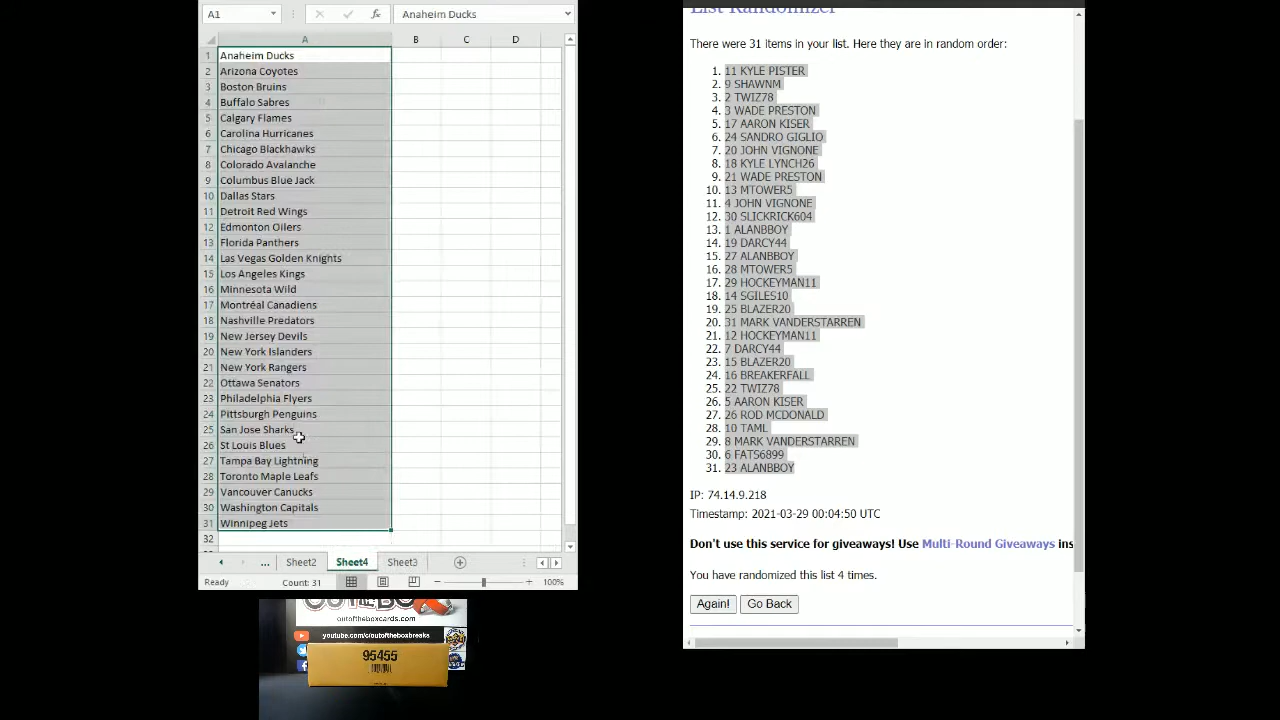 A1
Anaheim Ducks
A
B
C
D
1 Anaheim Ducks
2 Arizona Coyotes
3 Boston Bruins
4 Buffalo Sabres
5 Calgary Flames
6 Carolina Hurricanes
7 Chicago Blackhawks
8 Colorado Avalanche
9 Columbus Blue Jack
10 Dallas Stars
11 Detroit Red Wings
12 Edmonton Oilers
13 Florida Panthers
14 Las Vegas Golden Knights
15 Los Angeles Kings
16 Minnesota Wild
17 Montréal Canadiens
18 Nashville Predators
19 New Jersey Devils
20 New York Islanders
21 New York Rangers
22 Ottawa Senators
23 Philadelphia Flyers
24 Pittsburgh Penguins
25 San Jose Sharks
26 St Louis Blues
27 Tampa Bay Lightning
28 Toronto Maple Leafs
29 Vancouver Canucks
30 Washington Capitals
31 Winnipeg Jets
32
... Sheet2 Sheet4 Sheet3
Ready Count: 31 100%
OUT OF THE BOX
outoftheboxcards.com
youtube.com/c/outoftheboxbreaks
95455
List Randomizer
There were 31 items in your list. Here they are in random order:
1. 11 KYLE PISTER
2. 9 SHAWNM
3. 2 TWIZ78
4. 3 WADE PRESTON
5. 17 AARON KISER
6. 24 SANDRO GIGLIO
7. 20 JOHN VIGNONE
8. 18 KYLE LYNCH26
9. 21 WADE PRESTON
10. 13 MTOWER5
11. 4 JOHN VIGNONE
12. 30 SLICKRICK604
13. 1 ALANBBOY
14. 19 DARCY44
15. 27 ALANBBOY
16. 28 MTOWER5
17. 29 HOCKEYMAN11
18. 14 SGILES10
19. 25 BLAZER20
20. 31 MARK VANDERSTARREN
21. 12 HOCKEYMAN11
22. 7 DARCY44
23. 15 BLAZER20
24. 16 BREAKERFALL
25. 22 TWIZ78
26. 5 AARON KISER
27. 26 ROD MCDONALD
28. 10 TAML
29. 8 MARK VANDERSTARREN
30. 6 FATS6899
31. 23 ALANBBOY
IP: 74.14.9.218
Timestamp: 2021-03-29 00:04:50 UTC
Don't use this service for giveaways! Use Multi-Round Giveaways ins
You have randomized this list 4 times.
Again! Go Back